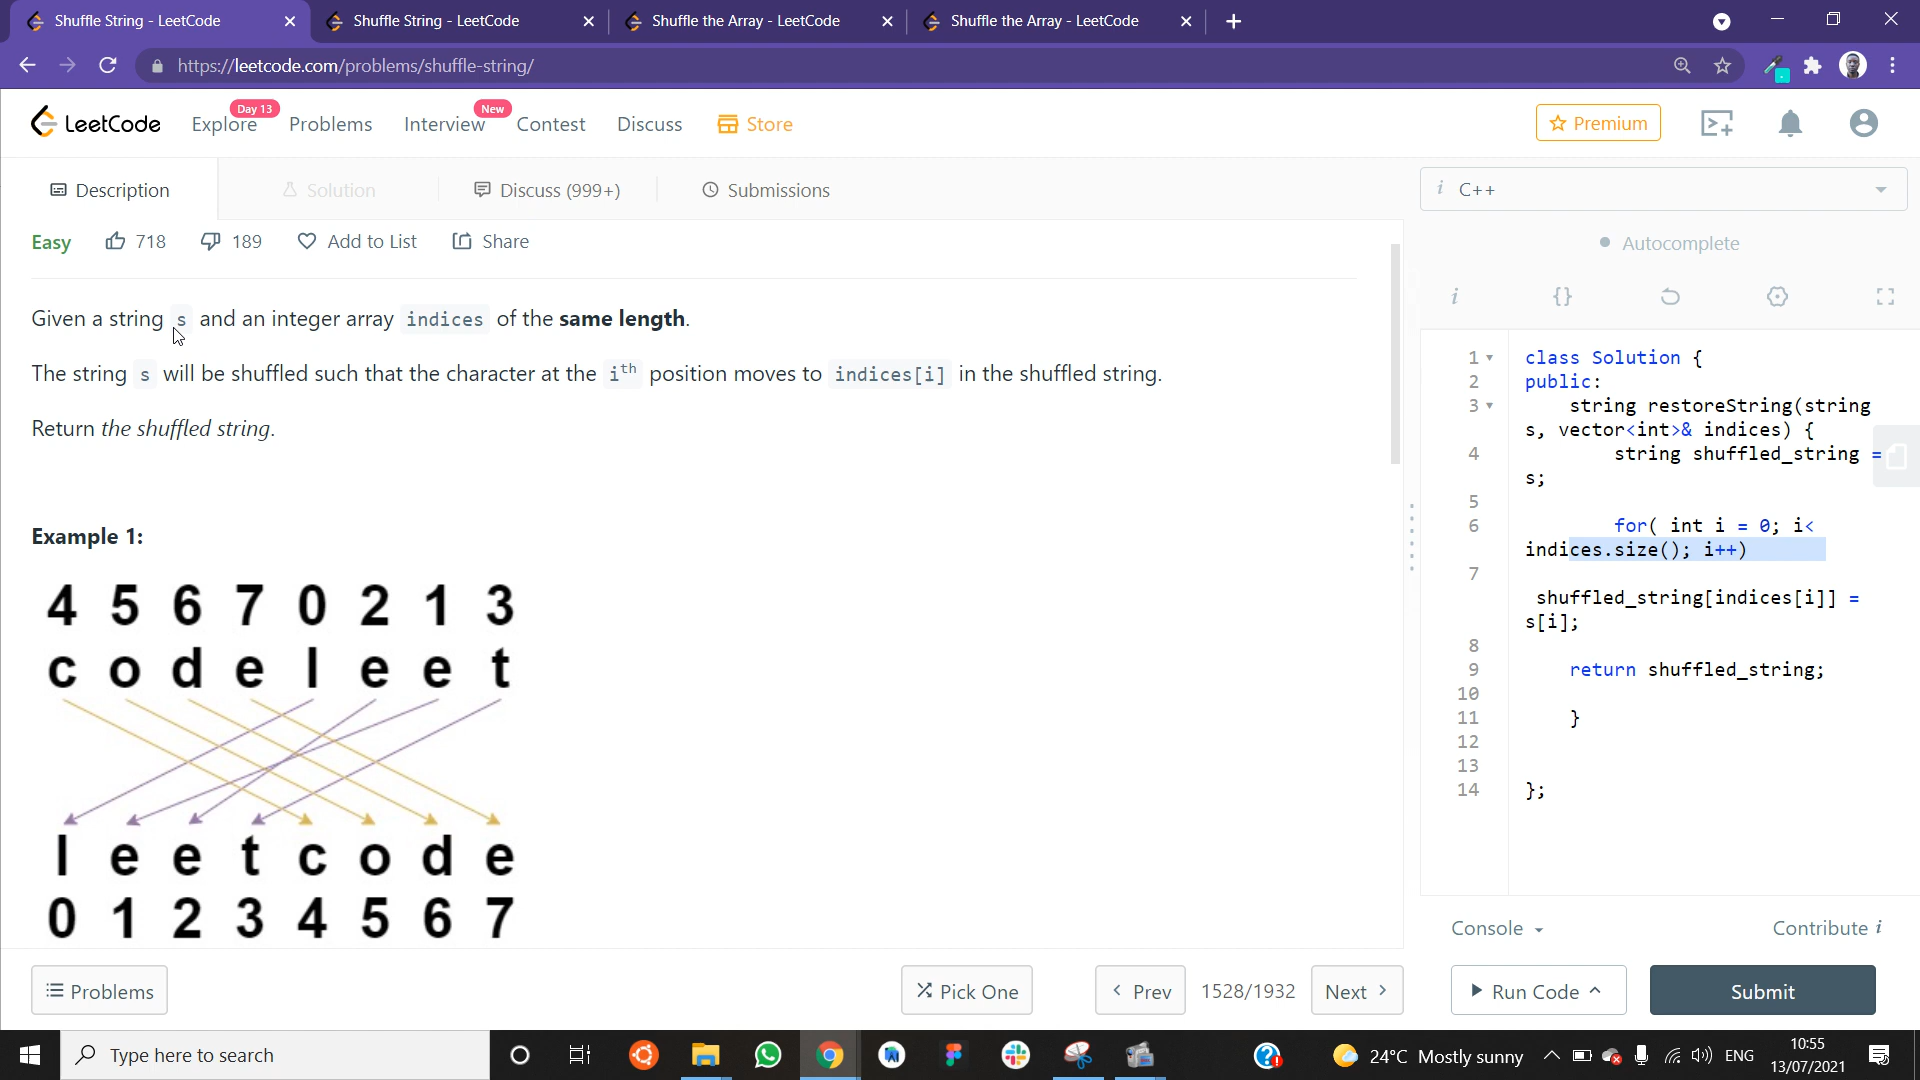 Shuffle String - LeetCode
Shuffle String - LeetCode
Shuffle the Array - LeetCode
Shuffle the Array - LeetCode
https://leetcode.com/problems/shuffle-string/
LeetCode Explore Day 13 Problems Interview New Contest Discuss Store Premium
Description Solution Discuss (999+) Submissions
Easy 718 189 Add to List Share
Given a string s and an integer array indices of the same length.
The string s will be shuffled such that the character at the ith position moves to indices[i] in the shuffled string.
Return the shuffled string.
Example 1:
4 5 6 7 0 2 1 3
c o d e l e e t
l e e t c o d e
0 1 2 3 4 5 6 7
Problems Pick One Prev 1528/1932 Next
i C++
Autocomplete
i {}
1 class Solution {
2 public:
3 string restoreString(string
s, vector<int>& indices) {
4 string shuffled_string =
s;
5
6 for( int i = 0; i<
indices.size(); i++)
7
shuffled_string[indices[i]] =
s[i];
8
9 return shuffled_string;
10
11 }
12
13
14 };
Console Contribute i
Run Code Submit
Type here to search
24°C Mostly sunny ENG
10:55
13/07/2021